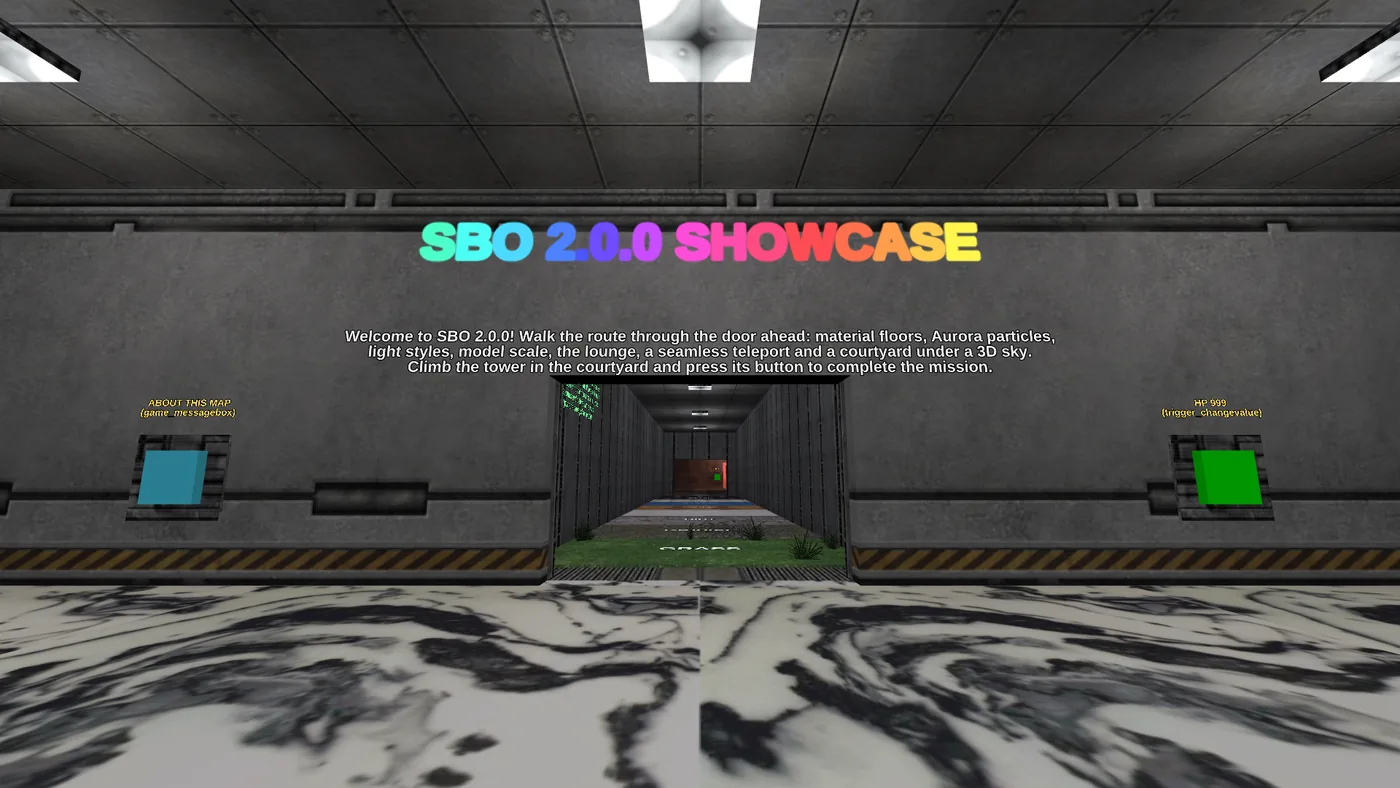 SBO 2.0.0 SHOWCASE
Welcome to SBO 2.0.0! Walk the route through the door ahead: material floors, Aurora particles,
light styles, model scale, the lounge, a seamless teleport and a courtyard under a 3D sky.
Climb the tower in the courtyard and press its button to complete the mission.
ABOUT THIS MAP
(game_messagebox)
HP 999
(trigger_changevalue)
GRASS